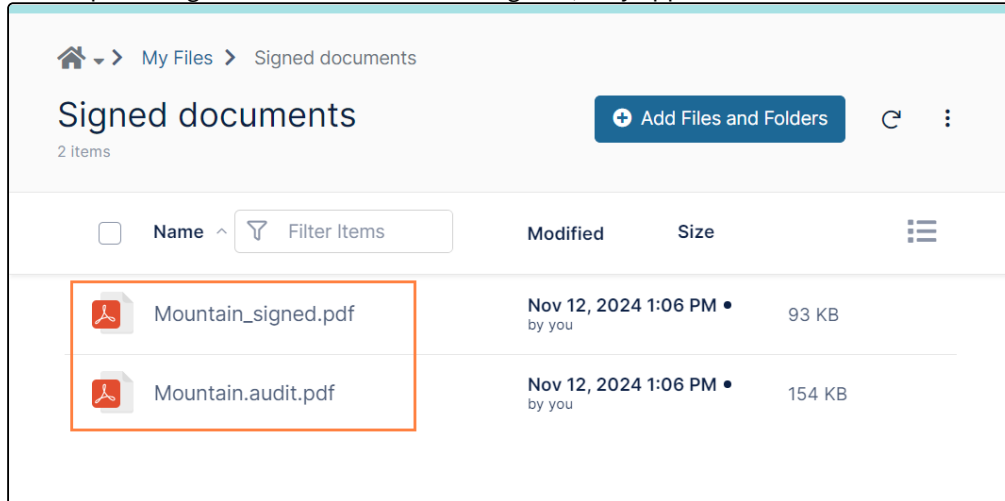 My Files > Signed documents
Signed documents
2 items
Add Files and Folders
Name
Filter Items
Modified
Size
Mountain_signed.pdf
Nov 12, 2024 1:06 PM •
by you
93 KB
Mountain.audit.pdf
Nov 12, 2024 1:06 PM •
by you
154 KB